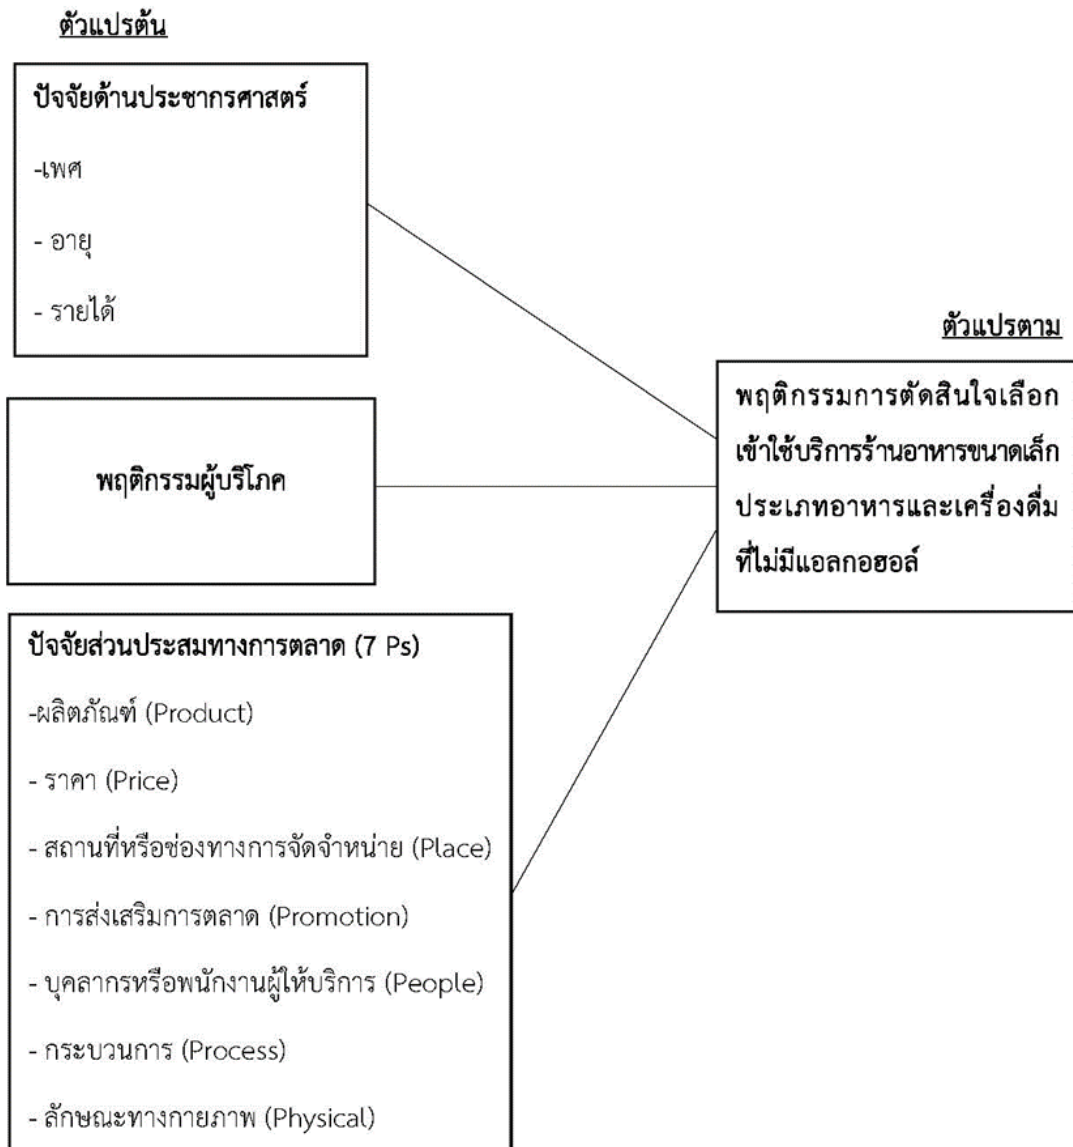 ตัวแปรต้น
ปัจจัยด้านประชากรศาสตร์
-เพศ
- อายุ
- รายได้
พฤติกรรมผู้บริโภค
ปัจจัยส่วนประสมทางการตลาด (7 Ps)
-ผลิตภัณฑ์ (Product)
- ราคา (Price)
- สถานที่หรือช่องทางการจัดจำหน่าย (Place)
- การส่งเสริมการตลาด (Promotion)
- บุคลากรหรือพนักงานผู้ให้บริการ (People)
- กระบวนการ (Process)
- ลักษณะทางกายภาพ (Physical)
ตัวแปรตาม
พฤติกรรมการตัดสินใจเลือก
เข้าใช้บริการร้านอาหารขนาดเล็ก
ประเภทอาหารและเครื่องดื่ม
ที่ไม่มีแอลกอฮอล์